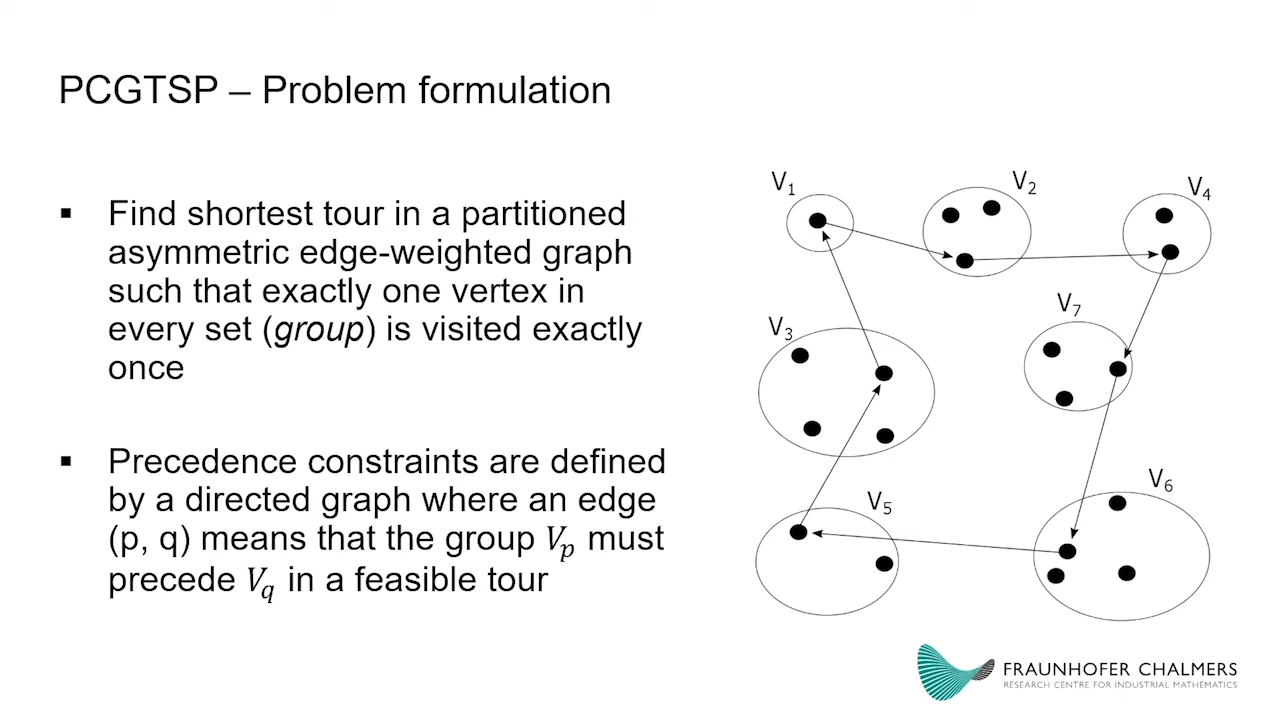 PCGTSP – Problem formulation
▪ Find shortest tour in a partitioned
asymmetric edge-weighted graph
such that exactly one vertex in
every set (group) is visited exactly
once
▪ Precedence constraints are defined
by a directed graph where an edge
(p, q) means that the group Vₚ must
precede V_q in a feasible tour
V₁
V₂
V₄
V₃
V₇
V₅
V₆
FRAUNHOFER CHALMERS
RESEARCH CENTRE FOR INDUSTRIAL MATHEMATICS